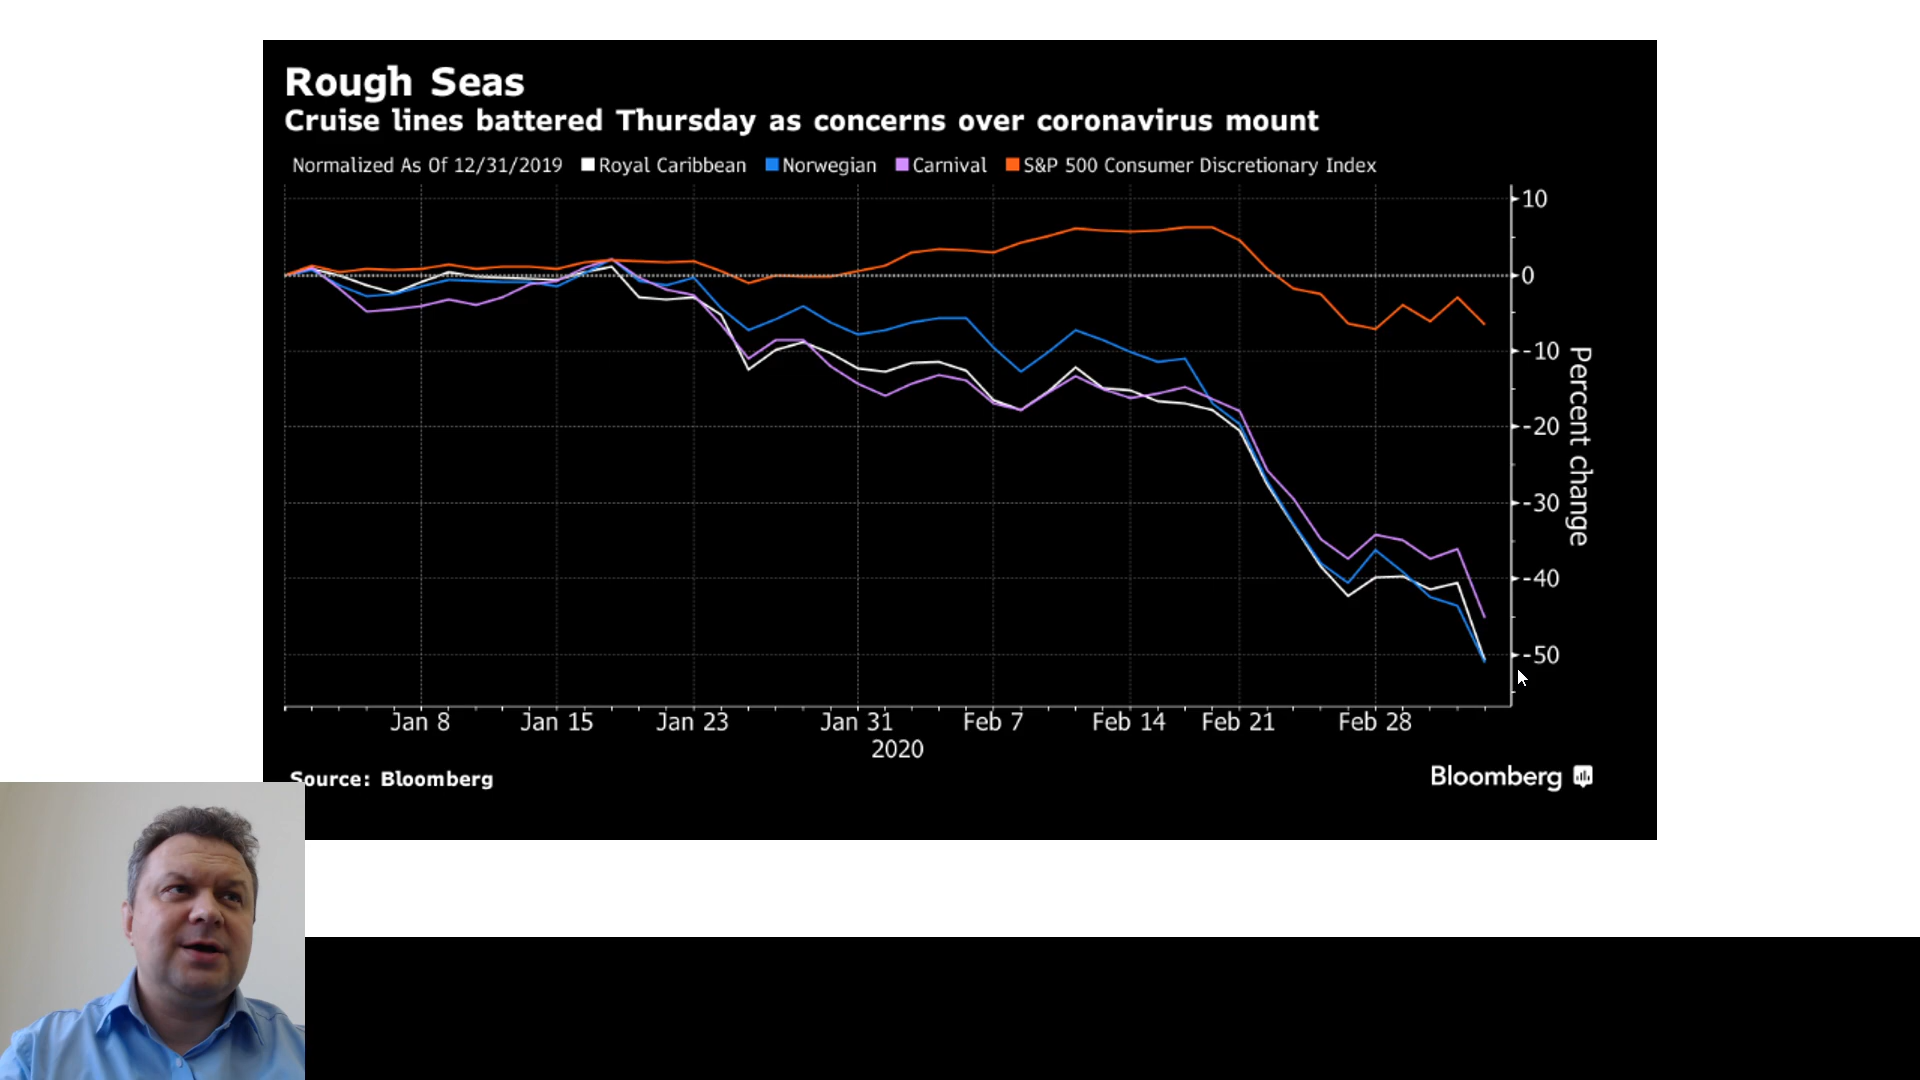 Rough Seas
Cruise lines battered Thursday as concerns over coronavirus mount
Normalized As Of 12/31/2019 Royal Caribbean Norwegian Carnival S&P 500 Consumer Discretionary Index
10
0
-10
-20
-30
-40
-50
Percent change
Jan 8 Jan 15 Jan 23 Jan 31 Feb 7 Feb 14 Feb 21 Feb 28
2020
Source: Bloomberg
Bloomberg